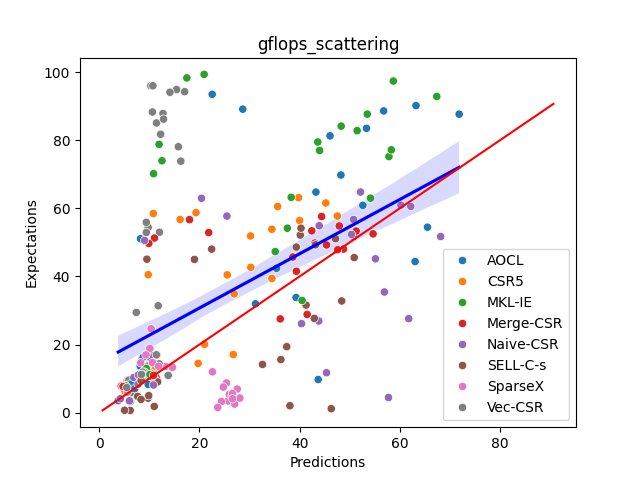 gflops_scattering
100
80
60
40
20
0
Expectations
0 20 40 60 80
Predictions
AOCL
CSR5
MKL-IE
Merge-CSR
Naive-CSR
SELL-C-s
SparseX
Vec-CSR